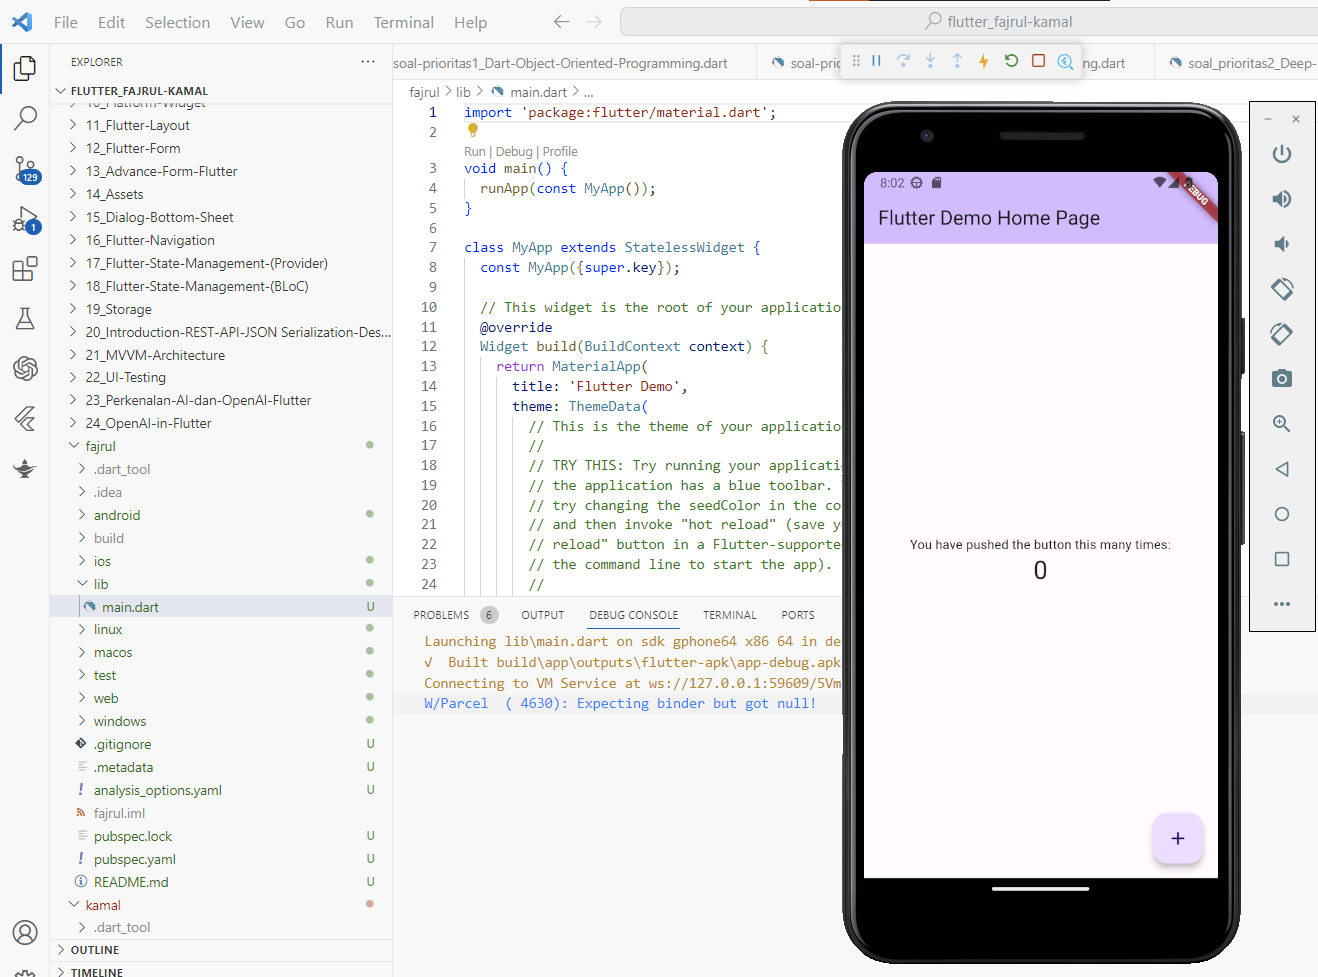 File Edit Selection View Go Run Terminal Help
flutter_fajrul-kamal
EXPLORER
FLUTTER_FAJRUL-KAMAL
10_Platform-Widget
11_Flutter-Layout
12_Flutter-Form
13_Advance-Form-Flutter
14_Assets
15_Dialog-Bottom-Sheet
16_Flutter-Navigation
17_Flutter-State-Management-(Provider)
18_Flutter-State-Management-(BLoC)
19_Storage
20_Introduction-REST-API-JSON Serialization-Des...
21_MVVM-Architecture
22_UI-Testing
23_Perkenalan-AI-dan-OpenAI-Flutter
24_OpenAI-in-Flutter
fajrul
.dart_tool
.idea
android
build
ios
lib
main.dart U
linux
macos
test
web
windows
.gitignore U
.metadata U
analysis_options.yaml U
fajrul.iml
pubspec.lock U
pubspec.yaml U
README.md U
kamal
.dart_tool
OUTLINE
TIMELINE
129
1
soal-prioritas1_Dart-Object-Oriented-Programming.dart
soal-prio
ng.dart
soal_prioritas2_Deep-
fajrul > lib > main.dart > ...
1 import 'package:flutter/material.dart';
2
Run | Debug | Profile
3 void main() {
4 runApp(const MyApp());
5 }
6
7 class MyApp extends StatelessWidget {
8 const MyApp({super.key});
9
10 // This widget is the root of your application
11 @override
12 Widget build(BuildContext context) {
13 return MaterialApp(
14 title: 'Flutter Demo',
15 theme: ThemeData(
16 // This is the theme of your application
17 //
18 // TRY THIS: Try running your applicati
19 // the application has a blue toolbar.
20 // try changing the seedColor in the co
21 // and then invoke "hot reload" (save y
22 // reload" button in a Flutter-supporte
23 // the command line to start the app).
24 //
PROBLEMS 6 OUTPUT DEBUG CONSOLE TERMINAL PORTS
Launching lib\main.dart on sdk gphone64 x86 64 in de
√ Built build\app\outputs\flutter-apk\app-debug.apk
Connecting to VM Service at ws://127.0.0.1:59609/5Vm
W/Parcel ( 4630): Expecting binder but got null!
8:02
DEBUG
Flutter Demo Home Page
You have pushed the button this many times:
0
+